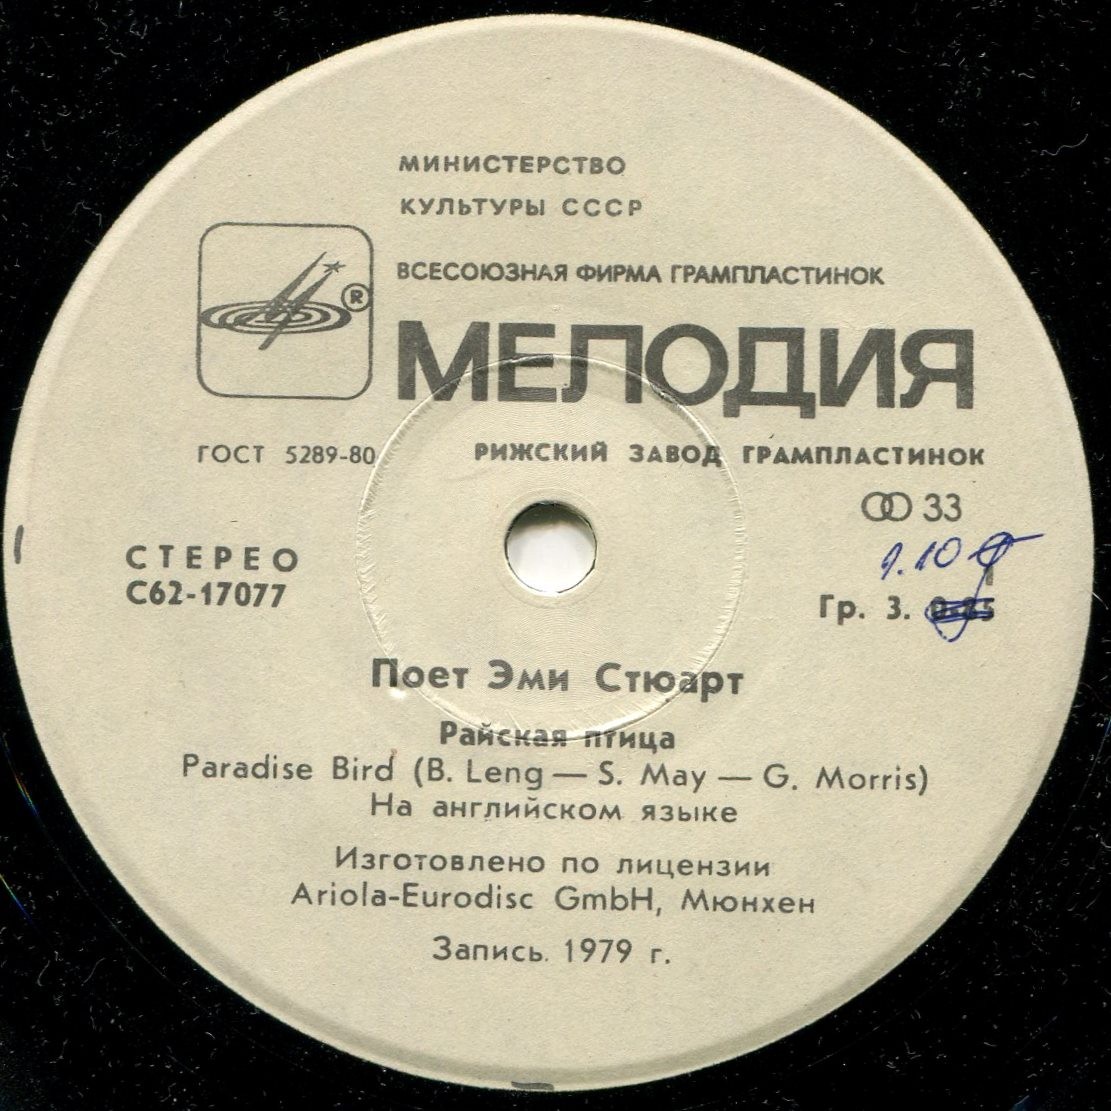 МИНИСТЕРСТВО
КУЛЬТУРЫ СССР
ВСЕСОЮЗНАЯ ФИРМА ГРАМПЛАСТИНОК
®
МЕЛОДИЯ
ГОСТ 5289-80
РИЖСКИЙ ЗАВОД ГРАМПЛАСТИНОК
33
СТЕРЕО
С62-17077
1.10
Гр. 3.
Поет Эми Стюарт
Райская птица
Paradise Bird (B. Leng — S. May — G. Morris)
На английском языке
Изготовлено по лицензии
Ariola-Eurodisc GmbH, Мюнхен
Запись. 1979 г.